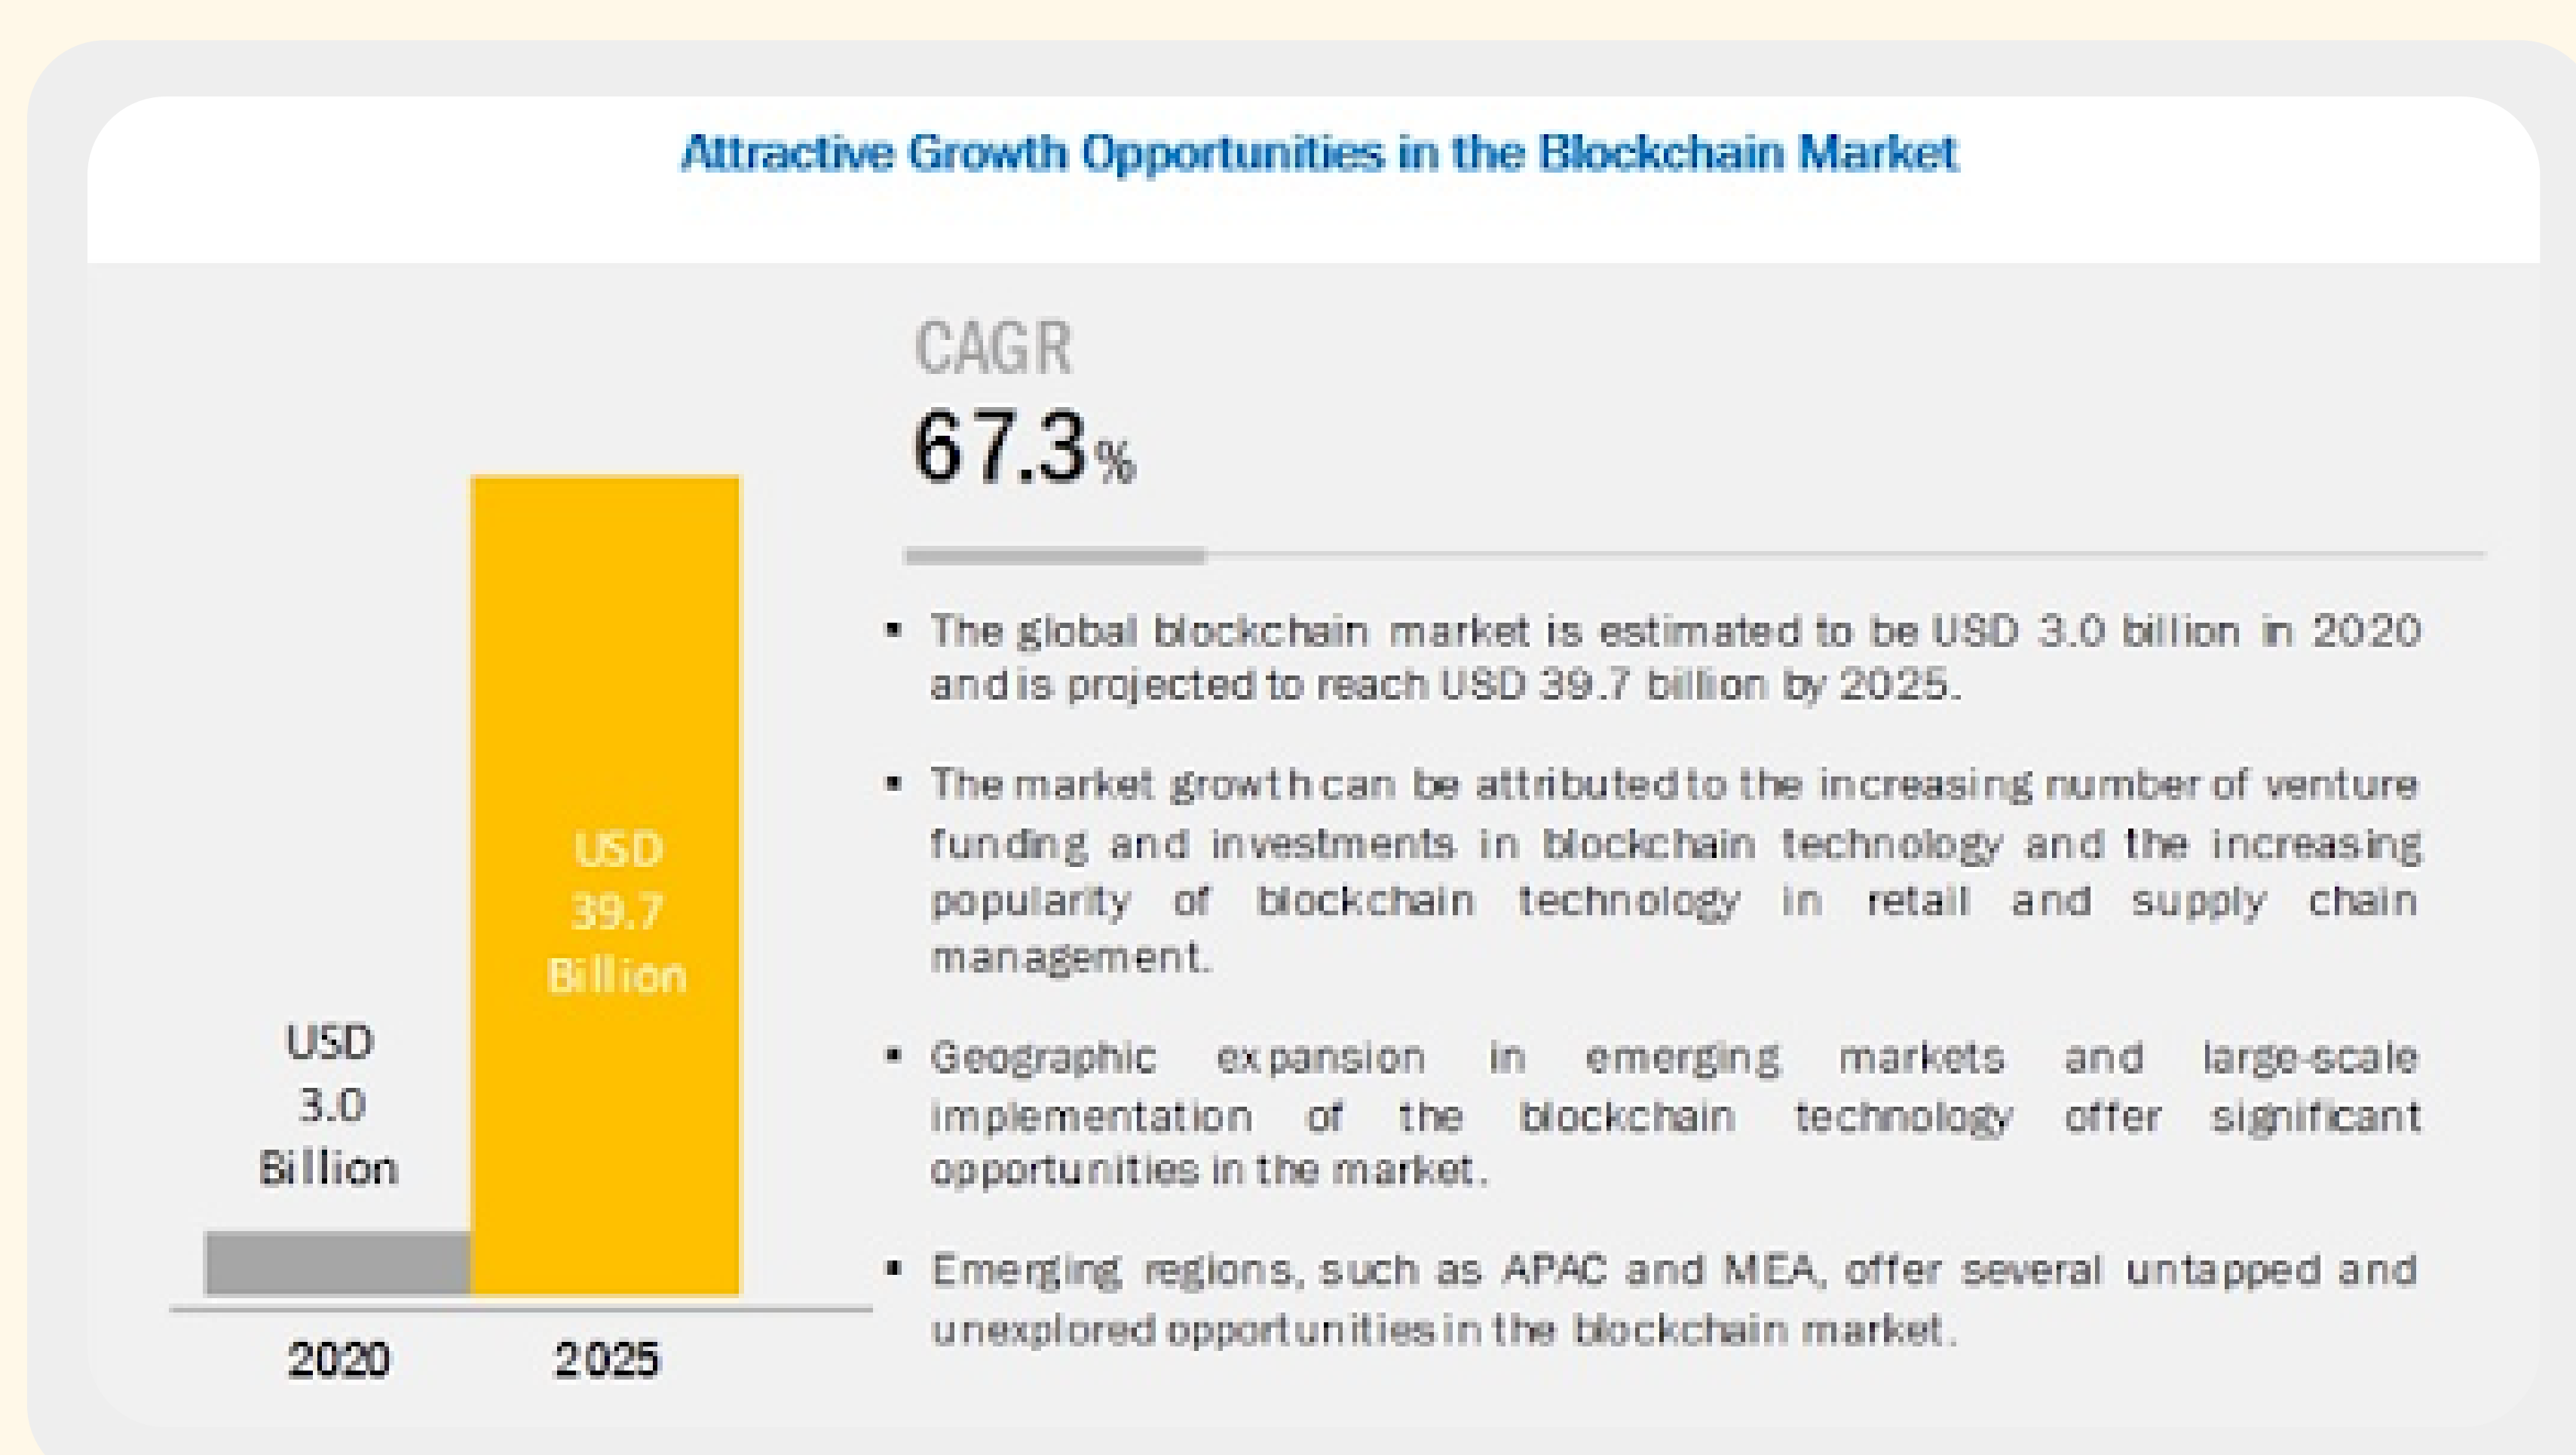 Attractive Growth Opportunities in the Blockchain Market
CAGR
67.3%
USD
39.7
Billion
USD
3.0
Billion
2020 2025
▪ The global blockchain market is estimated to be USD 3.0 billion in 2020
and is projected to reach USD 39.7 billion by 2025.
▪ The market growth can be attributed to the increasing number of venture
funding and investments in blockchain technology and the increasing
popularity of blockchain technology in retail and supply chain
management.
▪ Geographic expansion in emerging markets and large-scale
implementation of the blockchain technology offer significant
opportunities in the market.
▪ Emerging regions, such as APAC and MEA, offer several untapped and
unexplored opportunities in the blockchain market.